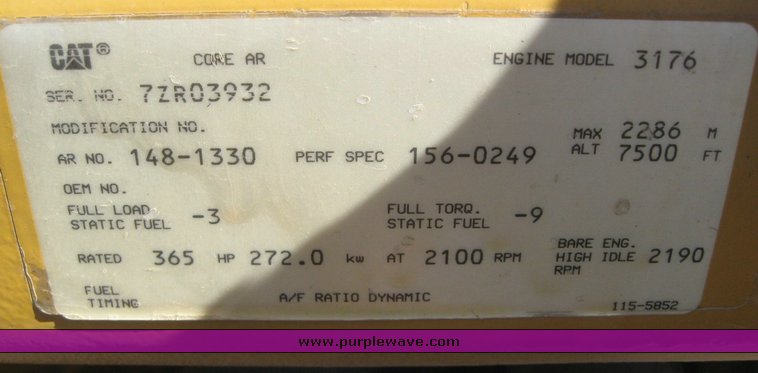 CAT® CORE AR ENGINE MODEL 3176
SER. NO. 7ZR03932
MODIFICATION NO.
MAX ALT 2286 M
7500 FT
AR NO. 148-1330 PERF SPEC 156-0249
OEM NO.
FULL LOAD
STATIC FUEL -3
FULL TORQ.
STATIC FUEL -9
RATED 365 HP 272.0 kw AT 2100 RPM
BARE ENG.
HIGH IDLE 2190
RPM
FUEL
TIMING
A/F RATIO DYNAMIC
115-5852
www.purplewave.com